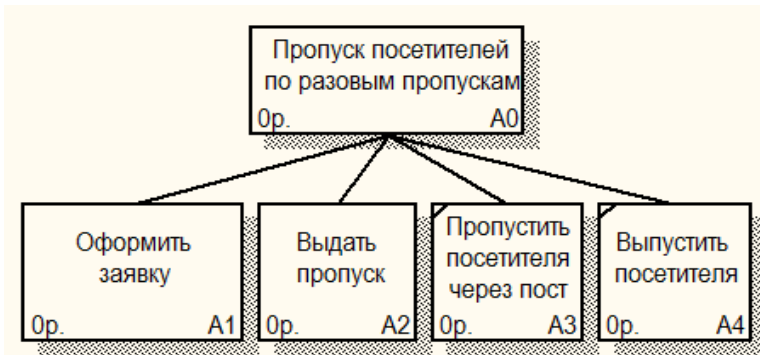 Пропуск посетителей
по разовым пропускам
0р. A0
Оформить
заявку
0р. A1
Выдать
пропуск
0р. A2
Пропустить
посетителя
через пост
0р. A3
Выпустить
посетителя
0р. A4